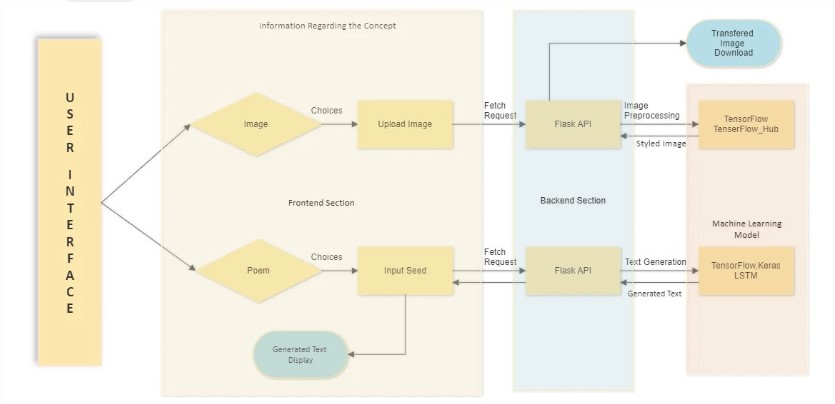 Information Regarding the Concept
Transfered
Image
Download
USER INTERFACE
Image
Choices
Upload Image
Fetch
Request
Flask API
Image
Preprocessing
Styled Image
TensorFlow
TenserFlow_Hub
Frontend Section
Backend Section
Machine Learning
Model
Poem
Choices
Input Seed
Fetch
Request
Flask API
Text Generation
Generated Text
TensorFlow,Keras
LSTM
Generated Text
Display